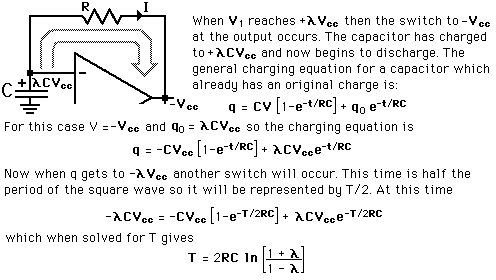 R I
When V₁ reaches +λVcc then the switch to -Vcc
at the output occurs. The capacitor has charged
to +λCVcc and now begins to discharge. The
general charging equation for a capacitor which
already has an original charge is:
C + λCVcc - -Vcc
q = CV [1-e^-t/RC] + q₀ e^-t/RC
For this case V =-Vcc and q₀ = λCVcc so the charging equation is
q = -CVcc [1-e^-t/RC] + λCVcc e^-t/RC
Now when q gets to -λVcc another switch will occur. This time is half the
period of the square wave so it will be represented by T/2. At this time
-λCVcc = -CVcc [1-e^-T/2RC] + λCVcc e^-T/2RC
which when solved for T gives
T = 2RC ln [1 + λ / 1 - λ]